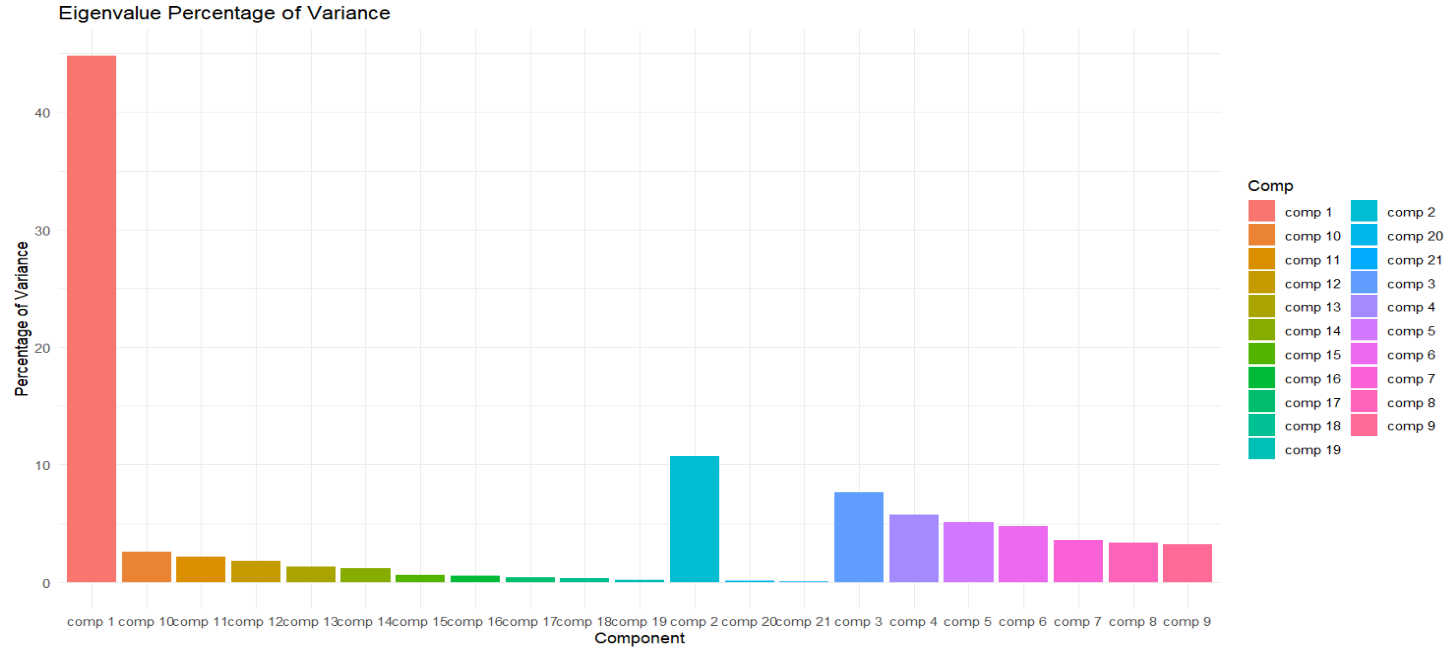 Eigenvalue Percentage of Variance
Percentage of Variance
40
30
20
10
0
comp 1 comp 10 comp 11 comp 12 comp 13 comp 14 comp 15 comp 16 comp 17 comp 18 comp 19 comp 2 comp 20 comp 21 comp 3 comp 4 comp 5 comp 6 comp 7 comp 8 comp 9
Component
Comp
comp 1
comp 10
comp 11
comp 12
comp 13
comp 14
comp 15
comp 16
comp 17
comp 18
comp 19
comp 2
comp 20
comp 21
comp 3
comp 4
comp 5
comp 6
comp 7
comp 8
comp 9